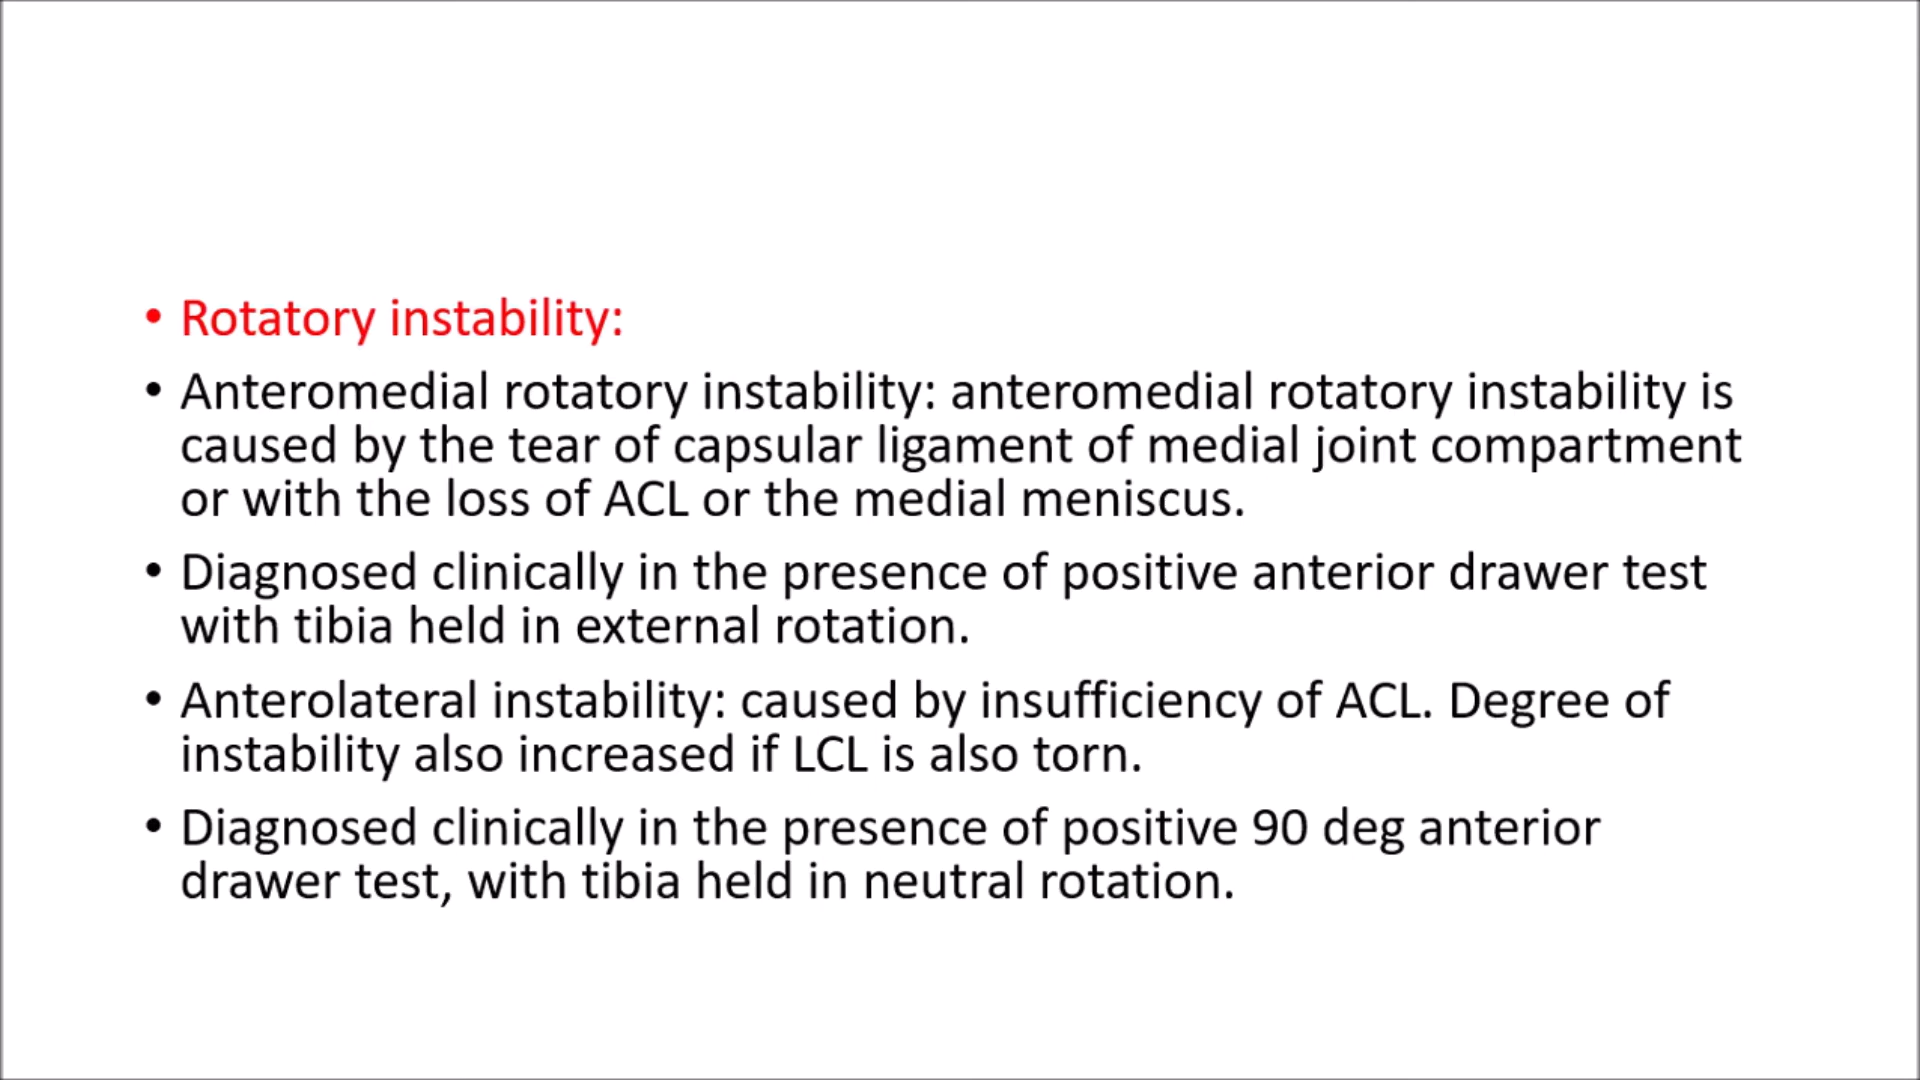 • Rotatory instability:
• Anteromedial rotatory instability: anteromedial rotatory instability is
caused by the tear of capsular ligament of medial joint compartment
or with the loss of ACL or the medial meniscus.
• Diagnosed clinically in the presence of positive anterior drawer test
with tibia held in external rotation.
• Anterolateral instability: caused by insufficiency of ACL. Degree of
instability also increased if LCL is also torn.
• Diagnosed clinically in the presence of positive 90 deg anterior
drawer test, with tibia held in neutral rotation.